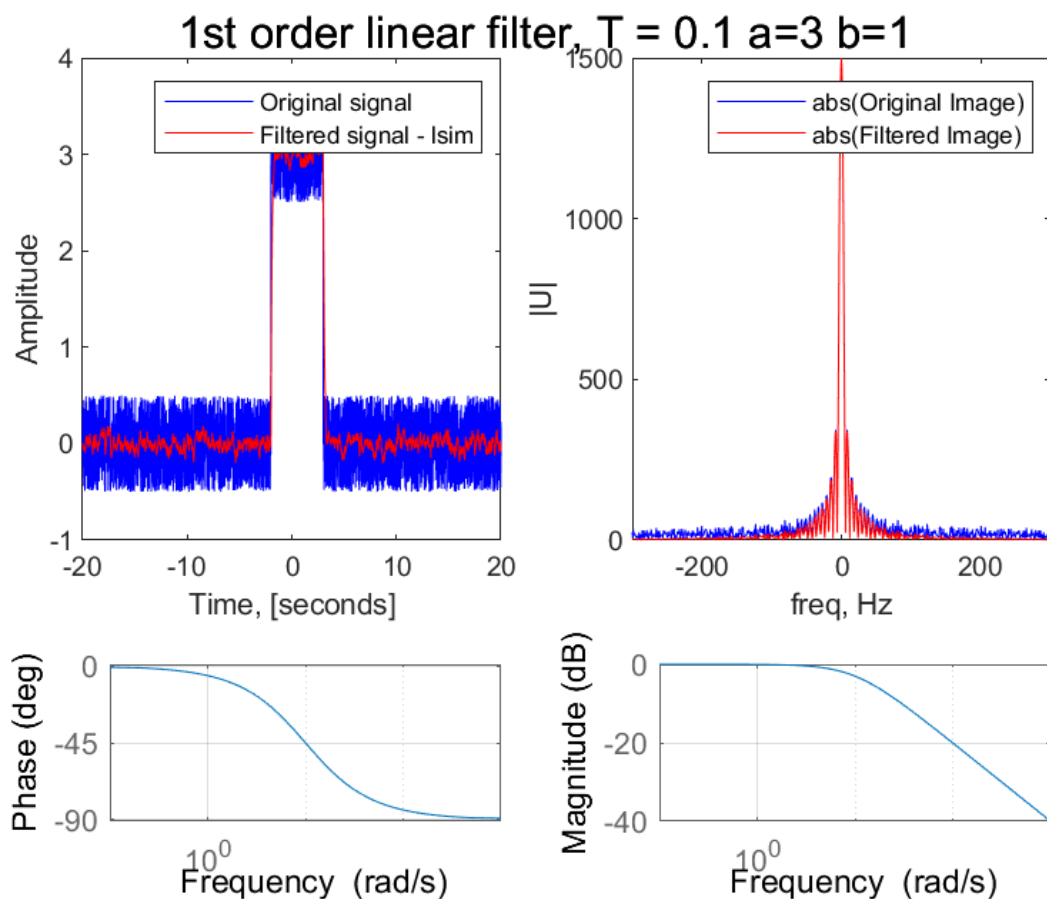 1st order linear filter, T = 0.1 a=3 b=1
Original signal
Filtered signal - lsim
4
3
2
1
0
-1
Amplitude
-20
-10
0
10
20
Time, [seconds]
abs(Original Image)
abs(Filtered Image)
1500
1000
500
0
|U|
-200
0
200
freq, Hz
0
-45
-90
Phase (deg)
10^0
Frequency (rad/s)
0
-20
-40
Magnitude (dB)
10^0
Frequency (rad/s)